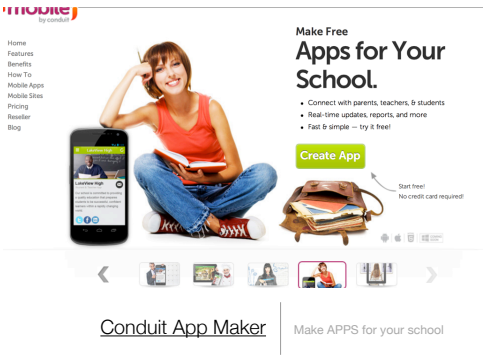 mobile
by conduit
Home
Features
Benefits
How To
Mobile Apps
Mobile Sites
Pricing
Reseller
Blog
Make Free
Apps for Your
School.
• Connect with parents, teachers, & students
• Real-time updates, reports, and more
• Fast & simple — try it free!
Create App
Start free!
No credit card required!
LakeView High
LakeView High
Conduit App Maker
Make APPS for your school